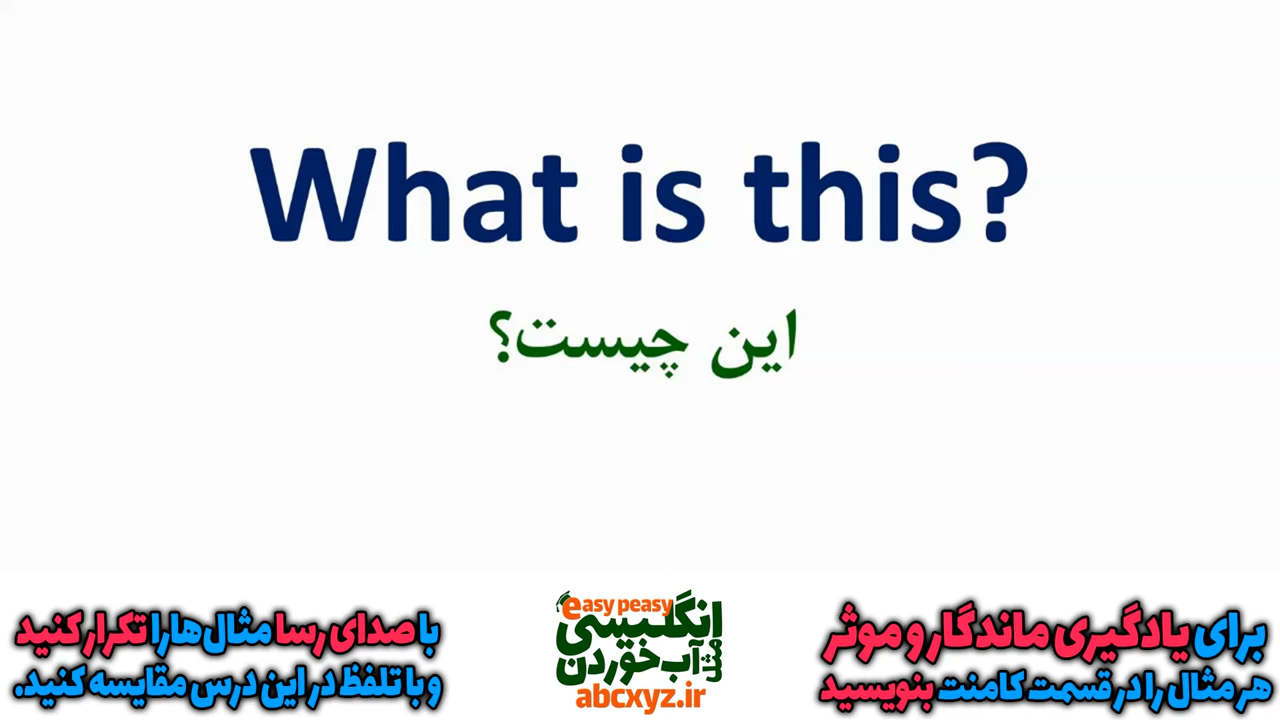 What is this?
این چیست؟
برای یادگیری ماندگار و موثر
هر مثال را در قسمت کامنت بنویسید
easy peasy
انگلیسی
مثل آب خوردن
abcxyz.ir
با صدای رسا مثال‌ها را تکرار کنید
و با تلفظ در این درس مقایسه کنید.